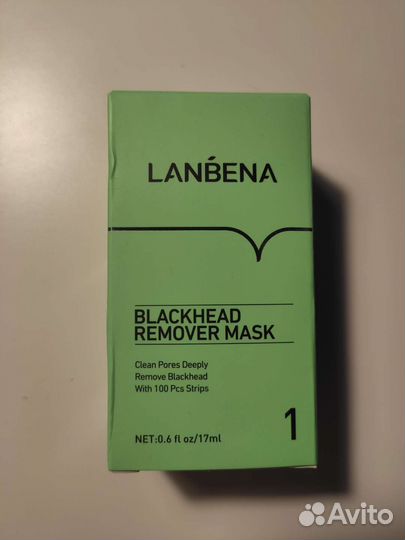 LANBENA
BLACKHEAD
REMOVER MASK
Clean Pores Deeply
Remove Blackhead
With 100 Pcs Strips
NET:0.6 fl oz/17ml
1
Avito